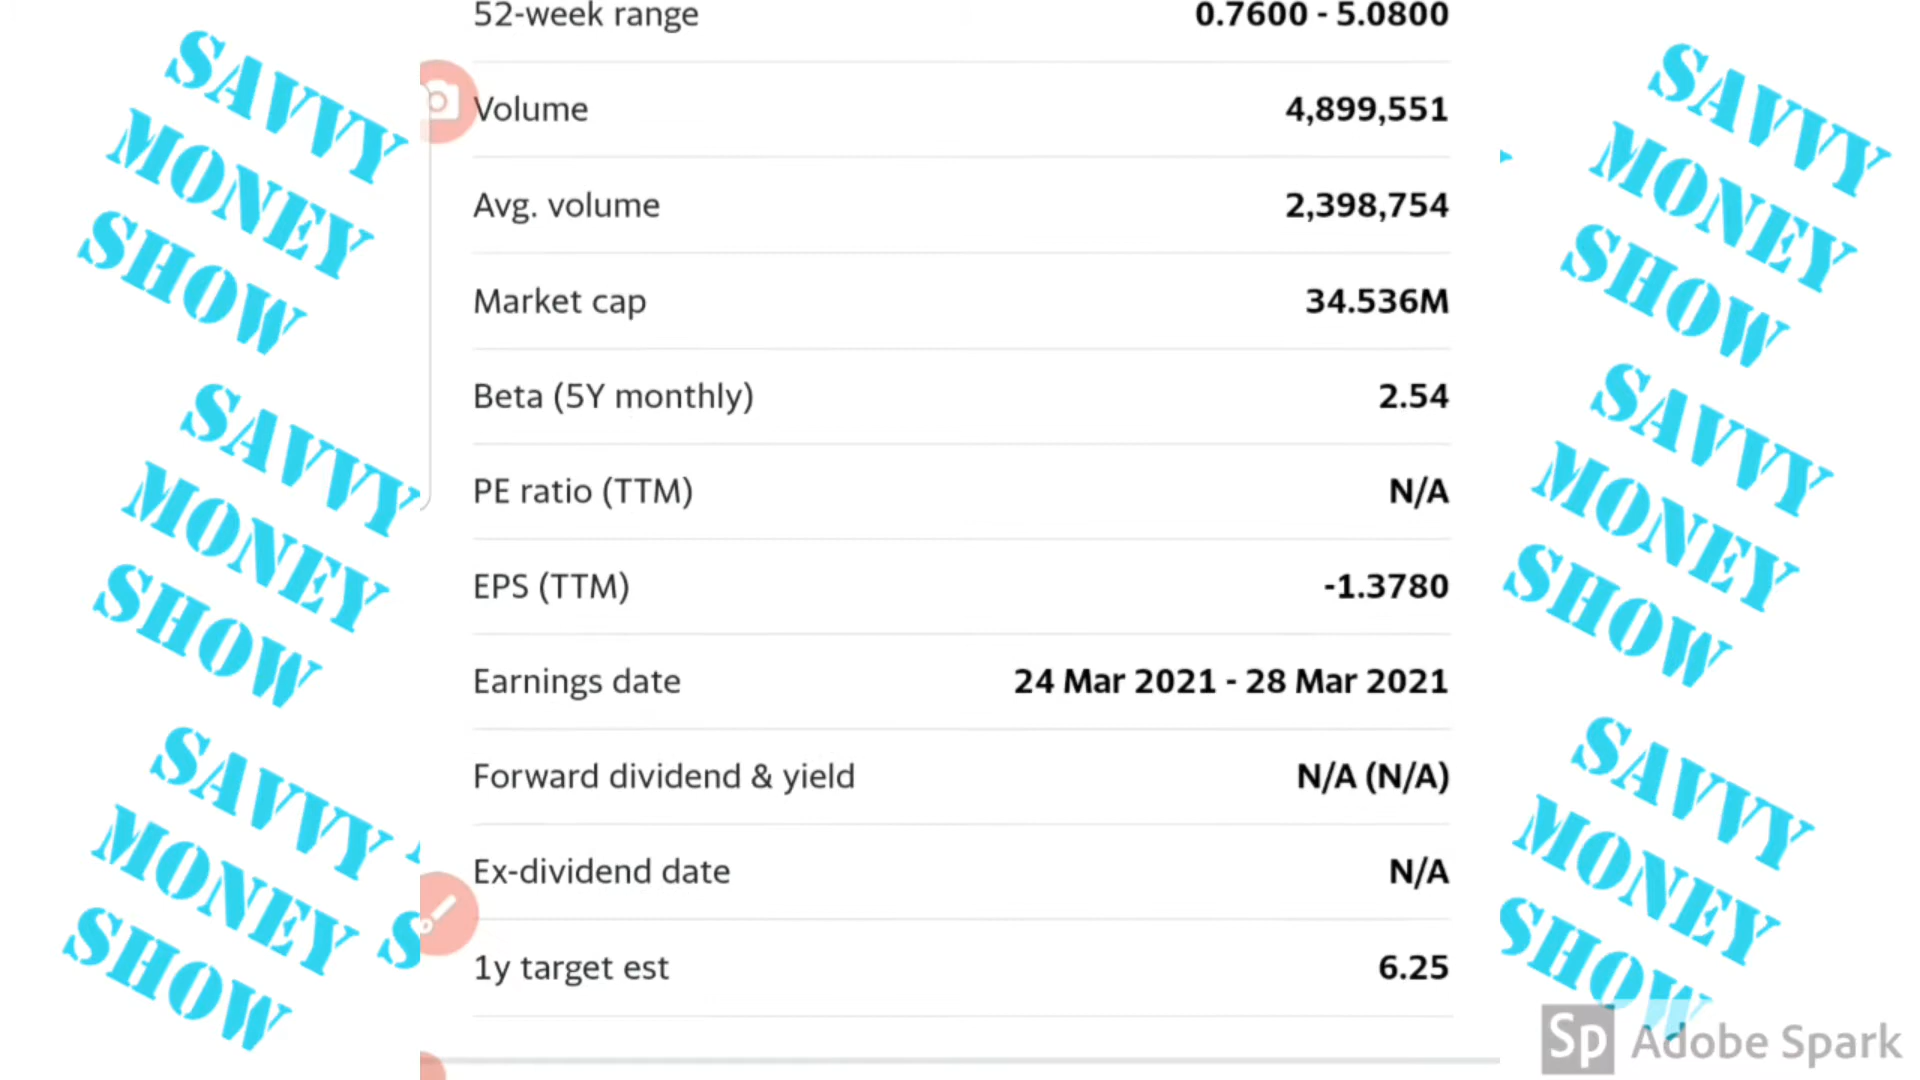 SAVVY
MONEY
SHOW
SAVVY
MONEY
SHOW
SAVVY
MONEY
SHOW
S
52-week range 0.7600 - 5.0800
Volume 4,899,551
Avg. volume 2,398,754
Market cap 34.536M
Beta (5Y monthly) 2.54
PE ratio (TTM) N/A
EPS (TTM) -1.3780
Earnings date 24 Mar 2021 - 28 Mar 2021
Forward dividend & yield N/A (N/A)
Ex-dividend date N/A
1y target est 6.25
SAVVY
MONEY
SHOW
SAVVY
MONEY
SHOW
SAVVY
MONEY
SHOW
Sp Adobe Spark